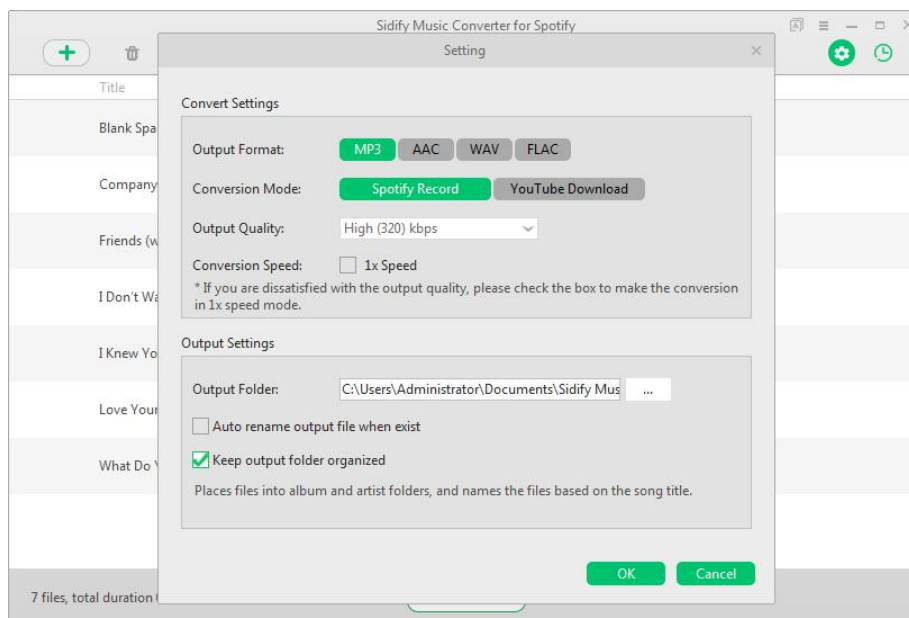 Sidify Music Converter for Spotify
Setting
Title
Convert Settings
Blank Spa
Output Format: MP3 AAC WAV FLAC
Company
Conversion Mode: Spotify Record YouTube Download
Output Quality: High (320) kbps
Friends (w
Conversion Speed: 1x Speed
* If you are dissatisfied with the output quality, please check the box to make the conversion
in 1x speed mode.
I Don't Wa
Output Settings
I Knew Yo
Output Folder: C:\Users\Administrator\Documents\Sidify Mus ...
Love Your
Auto rename output file when exist
Keep output folder organized
What Do Y
Places files into album and artist folders, and names the files based on the song title.
OK Cancel
7 files, total duration